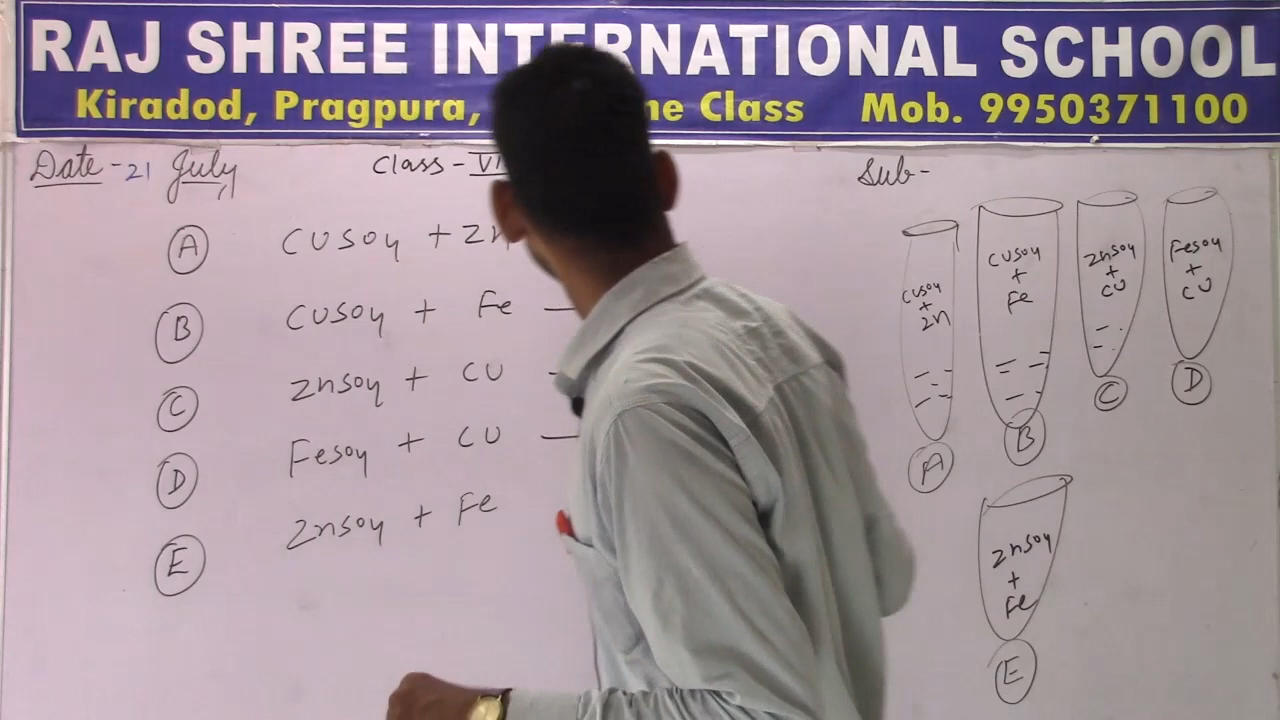 RAJ SHREE INTERNATIONAL SCHOOL
Kiradod, Pragpura, Class Mob. 9950371100
Date - 21 July
Class - VI
Sub -
A CUSO4 + Zn
B CUSO4 + Fe —
C ZnSO4 + CU -
D FeSO4 + CU —
E ZnSO4 + Fe
CUSO4
+
Zn
A
CUSO4
+
Fe
B
ZnSO4
+
CU
C
FeSO4
+
CU
D
ZnSO4
+
Fe
E